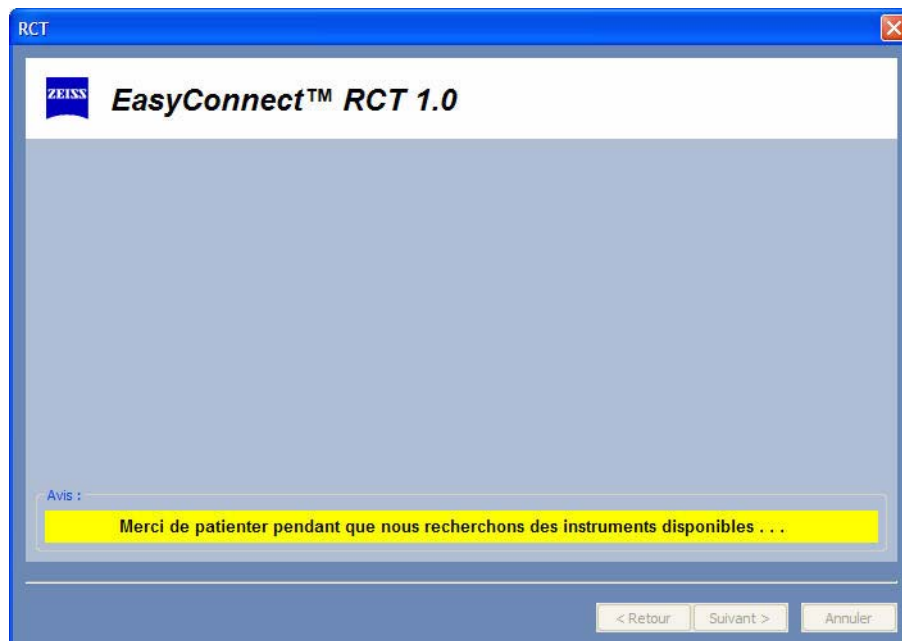 RCT
ZEISS
EasyConnect™ RCT 1.0
Avis :
Merci de patienter pendant que nous recherchons des instruments disponibles . . .
< Retour
Suivant >
Annuler